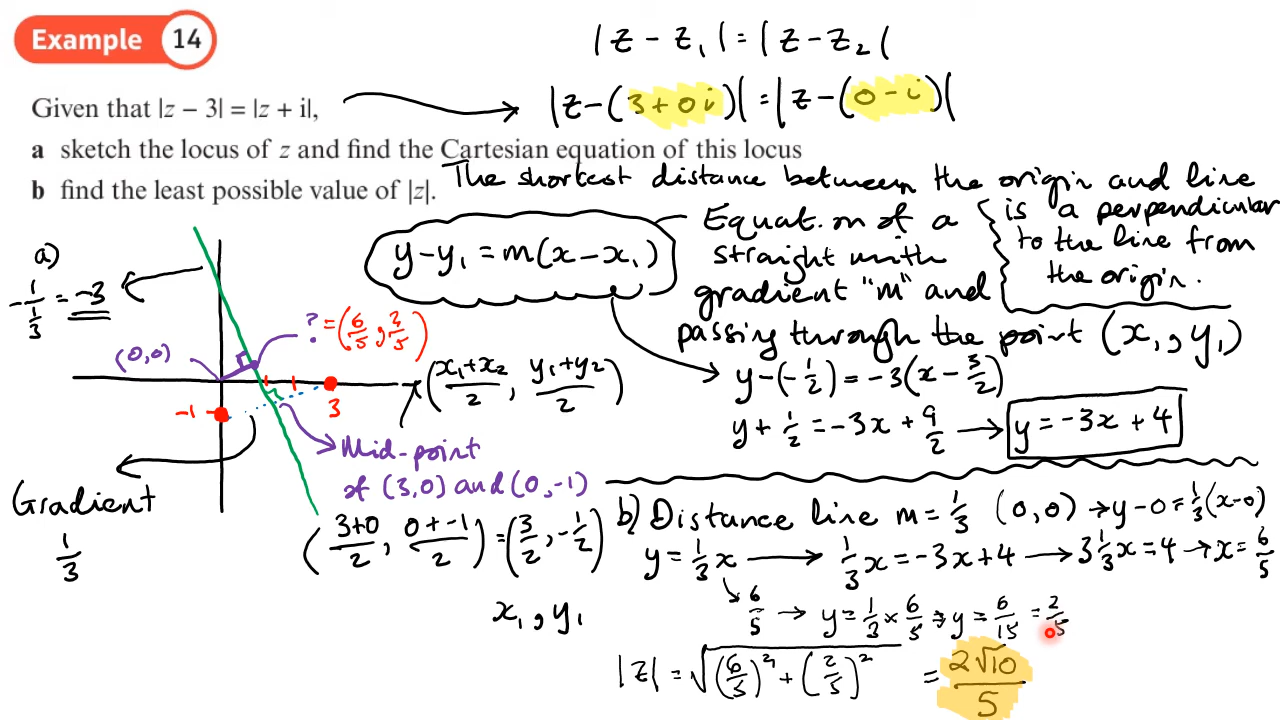 Example 14
|z - z₁| = |z - z₂|
Given that |z − 3| = |z + i|,
|z - (3 + 0i)| = |z - (0 - i)|
a sketch the locus of z and find the Cartesian equation of this locus
b find the least possible value of |z|.
The shortest distance between the origin and line
is a perpendicular
to the line from
the origin.
y - y₁ = m(x - x₁)
Equation of a
straight with
gradient "m" and
passing through the point (x₁, y₁)
a)
-1/(1/3) = -3
(0,0)
? = (6/5, 2/5)
-1
3
((x₁+x₂)/2, (y₁+y₂)/2)
Mid-point
of (3,0) and (0,-1)
((3+0)/2, (0+-1)/2) = (3/2, -1/2)
x₁, y₁
Gradient
1/3
y - (-1/2) = -3(x - 3/2)
y + 1/2 = -3x + 9/2 → y = -3x + 4
b) Distance line m = 1/3 (0,0) → y-0 = 1/3(x-0)
y = 1/3x → 1/3x = -3x + 4 → 3 1/3x = 4 → x = 6/5
6/5 → y = 1/3 × 6/5 ⇒ y = 6/15 = 2/5
|z| = √((6/5)² + (2/5)²) = 2√10/5